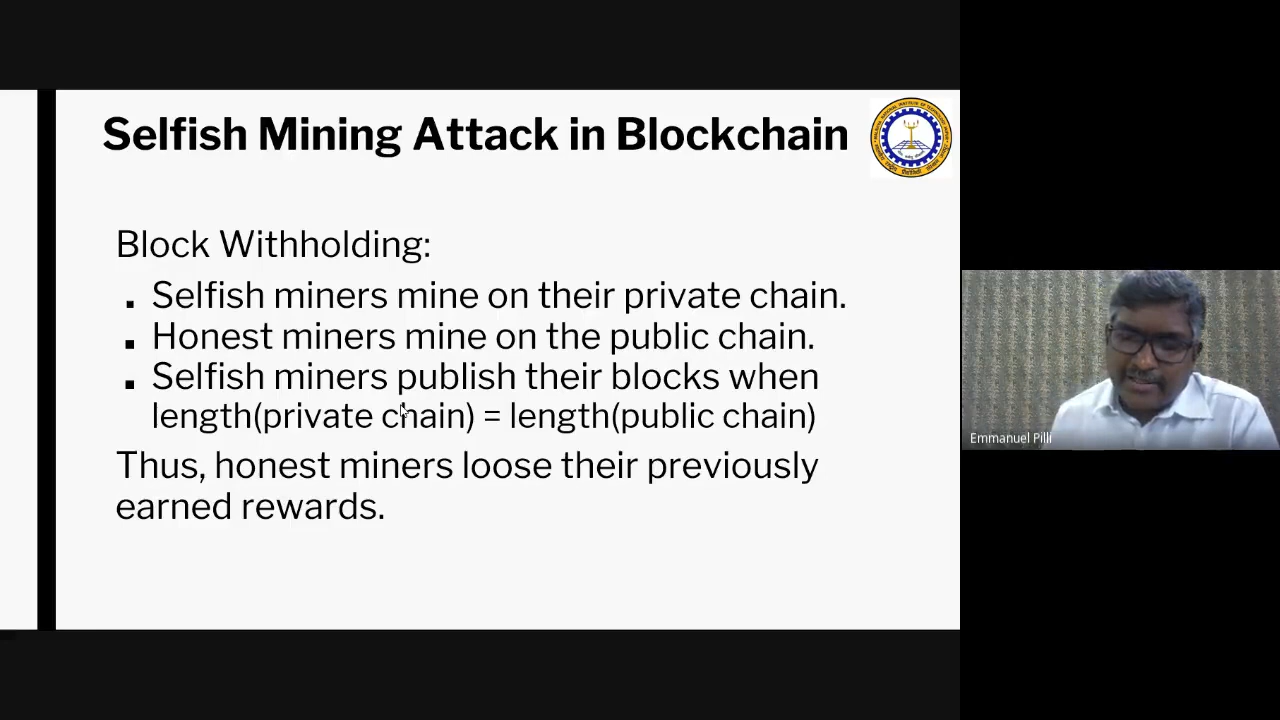 Selfish Mining Attack in Blockchain
Block Withholding:
▪ Selfish miners mine on their private chain.
▪ Honest miners mine on the public chain.
▪ Selfish miners publish their blocks when
length(private chain) = length(public chain)
Thus, honest miners loose their previously
earned rewards.
Emmanuel Pilli